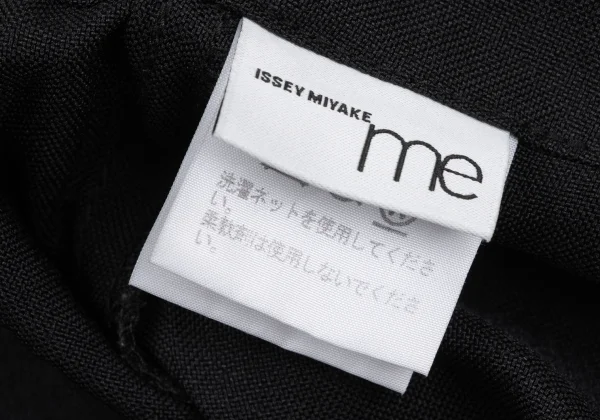 ISSEY MIYAKE
me
洗濯ネットを使用してくださ
い。
柔軟剤は使用しないでくださ
い。